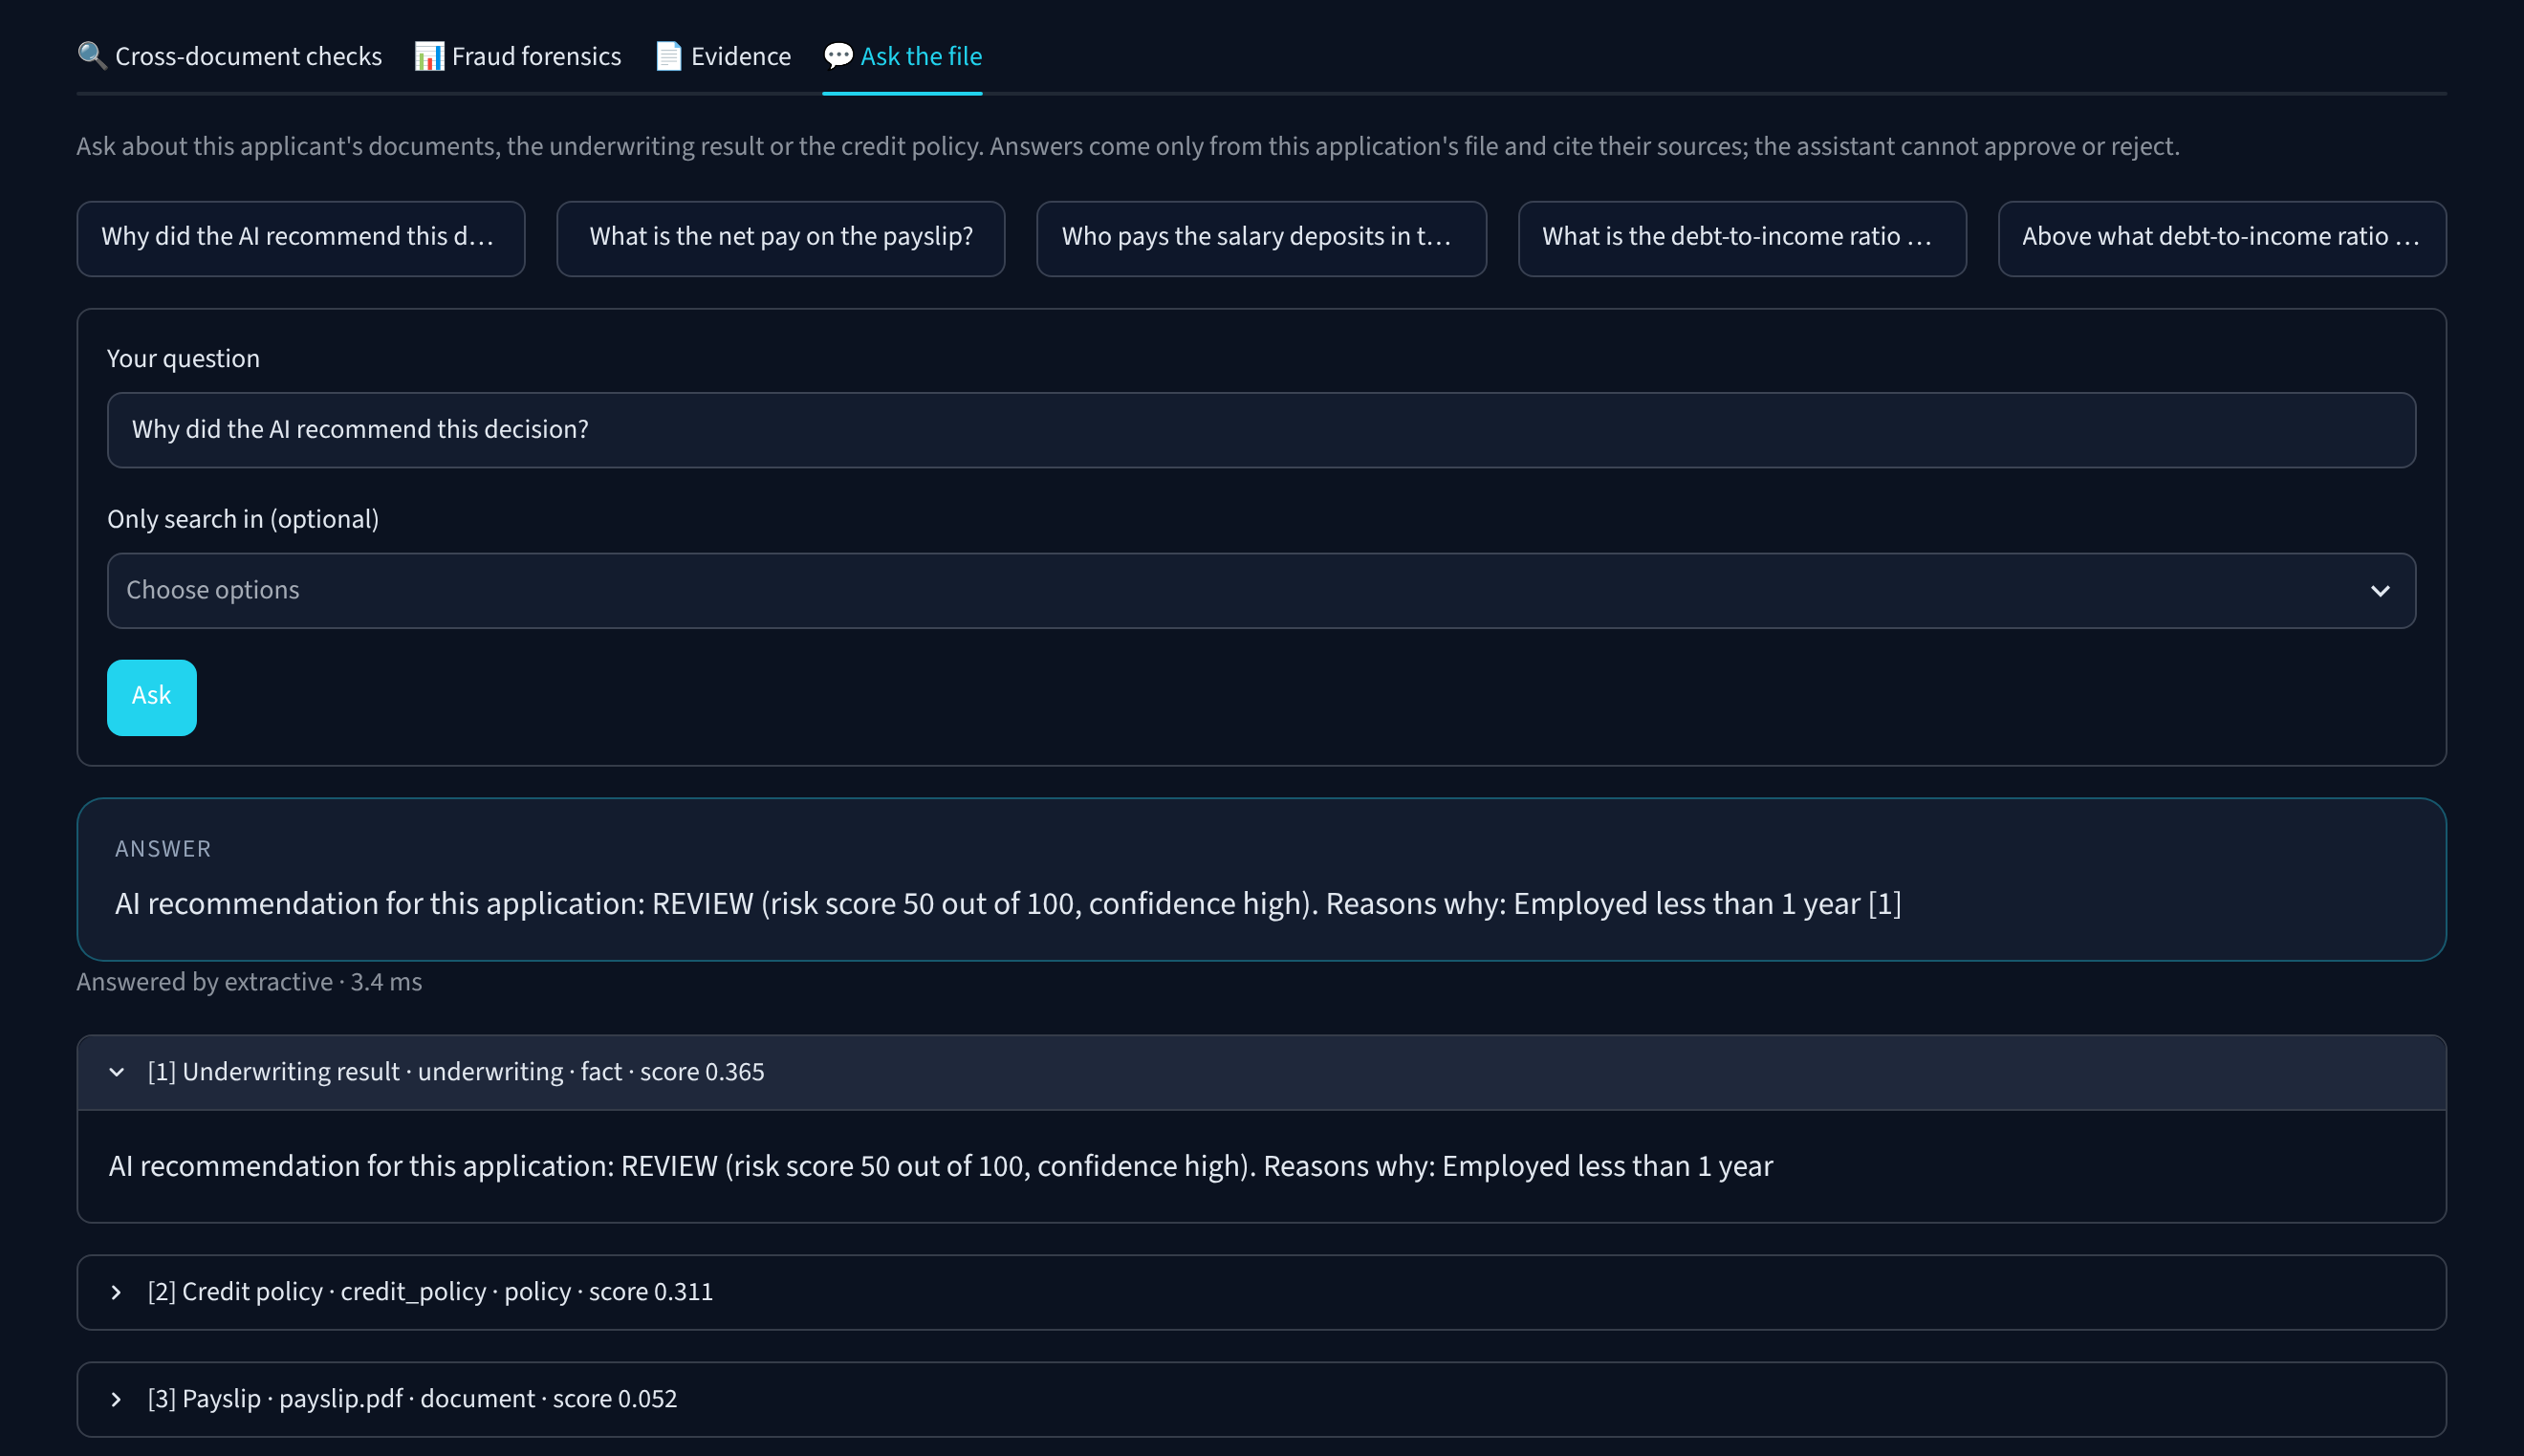 🔍 Cross-document checks 📊 Fraud forensics 📄 Evidence 💬 Ask the file
Ask about this applicant's documents, the underwriting result or the credit policy. Answers come only from this application's file and cite their sources; the assistant cannot approve or reject.
Why did the AI recommend this d...
What is the net pay on the payslip?
Who pays the salary deposits in t...
What is the debt-to-income ratio ...
Above what debt-to-income ratio ...
Your question
Why did the AI recommend this decision?
Only search in (optional)
Choose options
Ask
ANSWER
AI recommendation for this application: REVIEW (risk score 50 out of 100, confidence high). Reasons why: Employed less than 1 year [1]
Answered by extractive · 3.4 ms
[1] Underwriting result · underwriting · fact · score 0.365
AI recommendation for this application: REVIEW (risk score 50 out of 100, confidence high). Reasons why: Employed less than 1 year
[2] Credit policy · credit_policy · policy · score 0.311
[3] Payslip · payslip.pdf · document · score 0.052